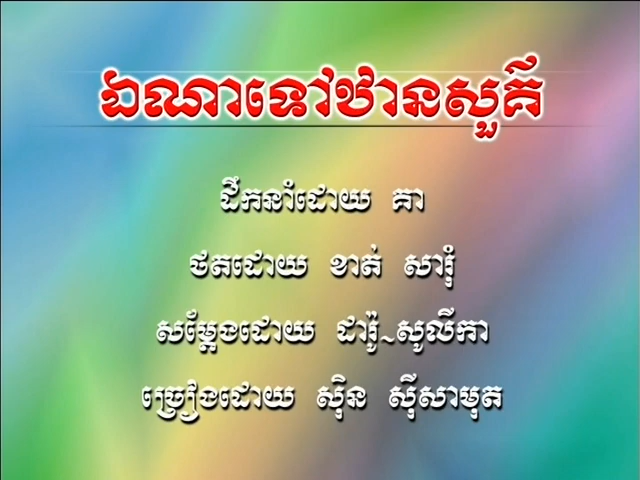 ឯណាទៅឋានសួគ៌
ដឹកនាំដោយ គា
ថតដោយ ខាត់ សារុំ
សម្ដែងដោយ ដារ៉ូ~សូលីកា
ច្រៀងដោយ ស៊ិន ស៊ីសាមុត